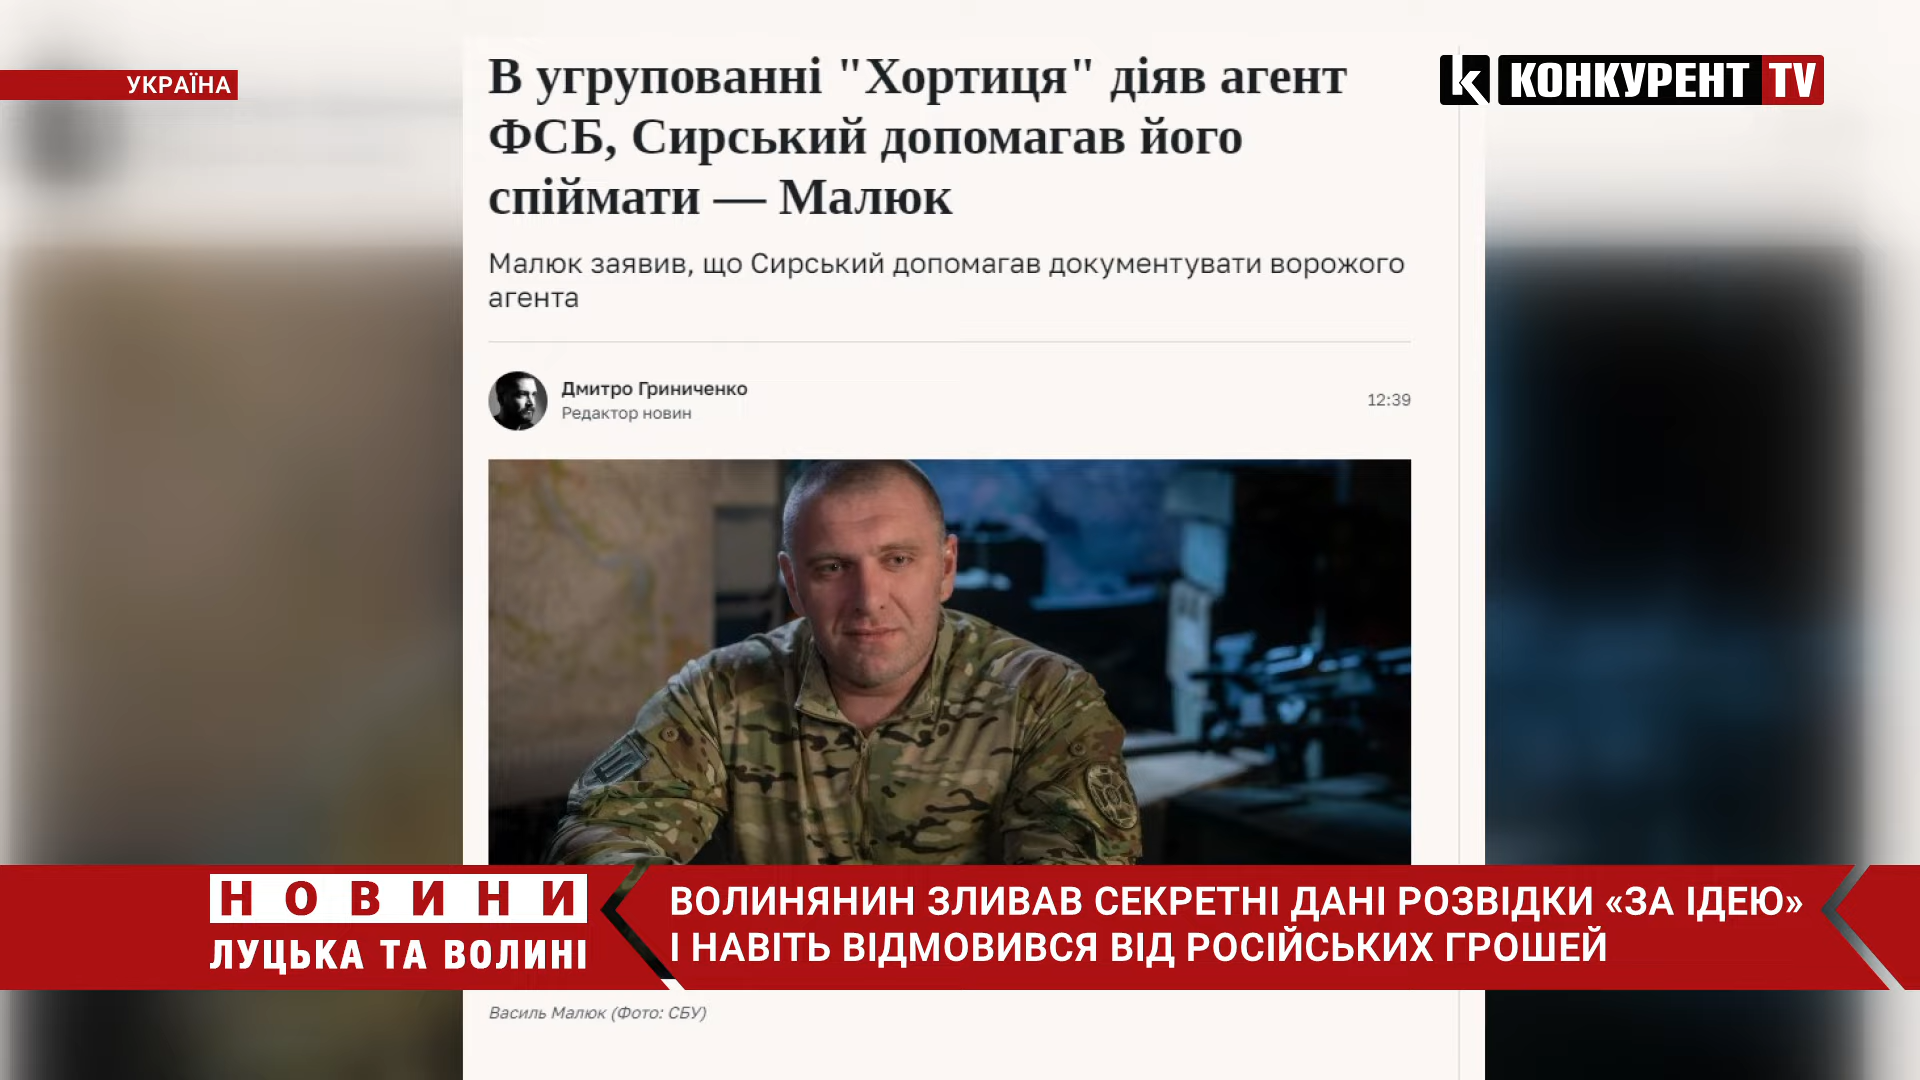 УКРАЇНА
КОНКУРЕНТ TV
В угрупованні "Хортиця" діяв агент
ФСБ, Сирський допомагав його
спіймати — Малюк
Малюк заявив, що Сирський допомагав документувати ворожого
агента
Дмитро Гриниченко
Редактор новин
12:39
НОВИНИ
ЛУЦЬКА ТА ВОЛИНІ
ВОЛИНЯНИН ЗЛИВАВ СЕКРЕТНІ ДАНІ РОЗВІДКИ «ЗА ІДЕЮ»
І НАВІТЬ ВІДМОВИВСЯ ВІД РОСІЙСЬКИХ ГРОШЕЙ
Василь Малюк (Фото: СБУ)